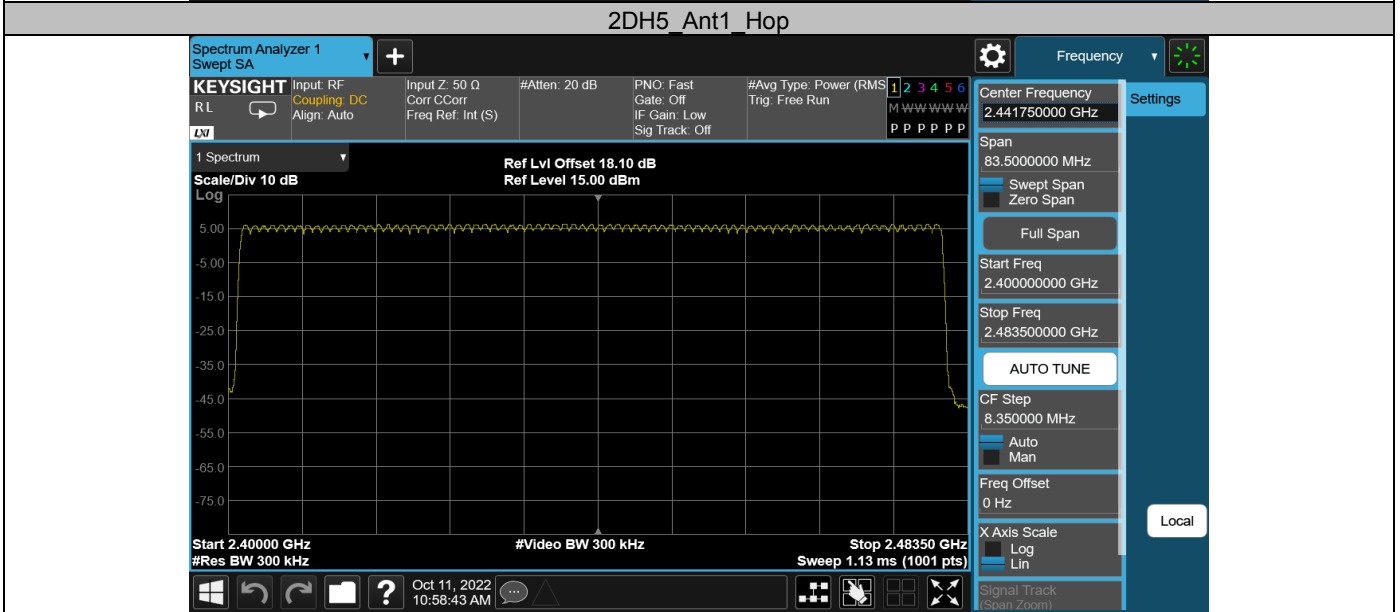 2DH5_Ant1_Hop
Spectrum Analyzer 1
Swept SA
Frequency
KEYSIGHT
R L
LXI
Input: RF
Coupling: DC
Align: Auto
Input Z: 50 Ω
Corr CCorr
Freq Ref: Int (S)
#Atten: 20 dB
PNO: Fast
Gate: Off
IF Gain: Low
Sig Track: Off
#Avg Type: Power (RMS
Trig: Free Run
1 2 3 4 5 6
M W W W W W
P P P P P P
1 Spectrum
Scale/Div 10 dB
Ref Lvl Offset 18.10 dB
Ref Level 15.00 dBm
Log
5.00
-5.00
-15.0
-25.0
-35.0
-45.0
-55.0
-65.0
-75.0
Start 2.40000 GHz
#Res BW 300 kHz
#Video BW 300 kHz
Stop 2.48350 GHz
Sweep 1.13 ms (1001 pts)
Center Frequency
2.441750000 GHz
Settings
Span
83.5000000 MHz
Swept Span
Zero Span
Full Span
Start Freq
2.400000000 GHz
Stop Freq
2.483500000 GHz
AUTO TUNE
CF Step
8.350000 MHz
Auto
Man
Freq Offset
0 Hz
X Axis Scale
Log
Lin
Signal Track
(Span Zoom)
Local
?
Oct 11, 2022
10:58:43 AM